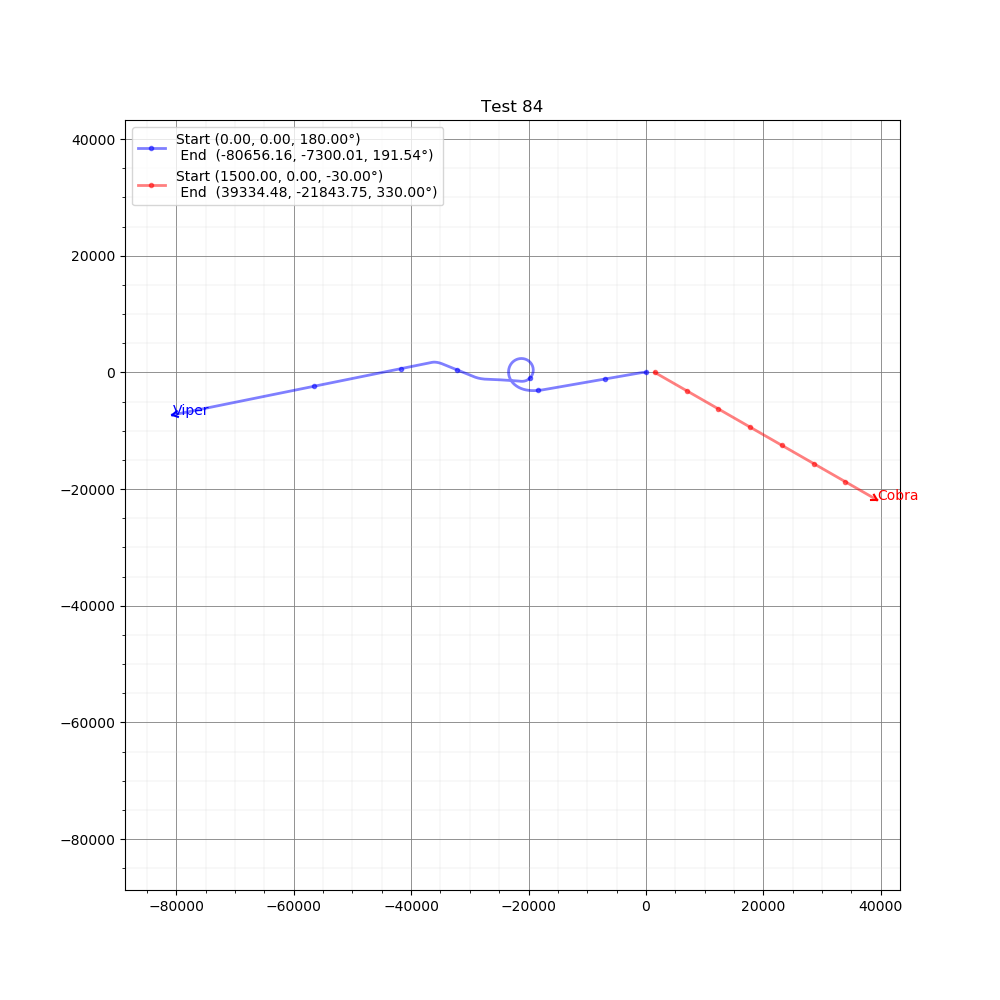 Test 84
Start (0.00, 0.00, 180.00°)
End  (-80656.16, -7300.01, 191.54°)
Start (1500.00, 0.00, -30.00°)
End  (39334.48, -21843.75, 330.00°)
40000
20000
0
−20000
−40000
−60000
−80000
Viper
Cobra
−80000
−60000
−40000
−20000
0
20000
40000